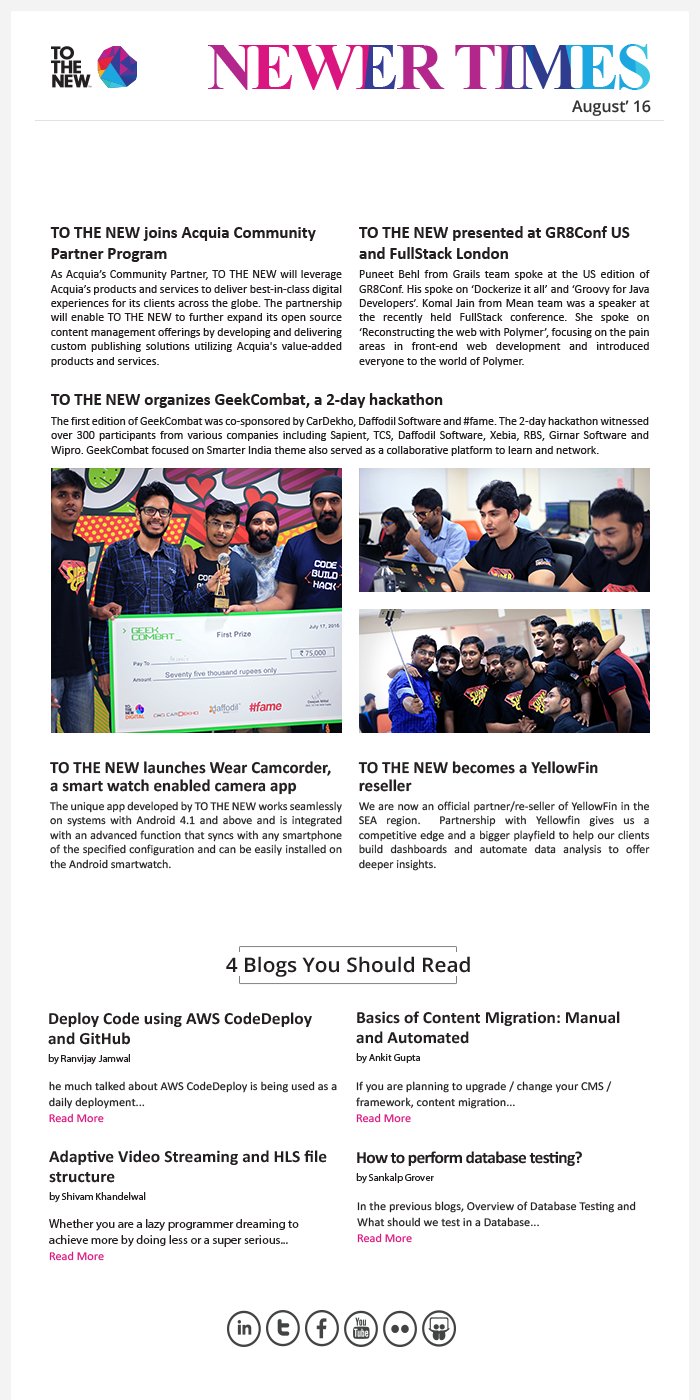 TO
THE
NEW™
NEWER TIMES
August’ 16
TO THE NEW joins Acquia Community
Partner Program
As Acquia’s Community Partner, TO THE NEW will leverage
Acquia’s products and services to deliver best-in-class digital
experiences for its clients across the globe. The partnership
will enable TO THE NEW to further expand its open source
content management offerings by developing and delivering
custom publishing solutions utilizing Acquia's value-added
products and services.
TO THE NEW presented at GR8Conf US
and FullStack London
Puneet Behl from Grails team spoke at the US edition of
GR8Conf. His spoke on ‘Dockerize it all’ and ‘Groovy for Java
Developers’. Komal Jain from Mean team was a speaker at
the recently held FullStack conference. She spoke on
‘Reconstructing the web with Polymer’, focusing on the pain
areas in front-end web development and introduced
everyone to the world of Polymer.
TO THE NEW organizes GeekCombat, a 2-day hackathon
The first edition of GeekCombat was co-sponsored by CarDekho, Daffodil Software and #fame. The 2-day hackathon witnessed
over 300 participants from various companies including Sapient, TCS, Daffodil Software, Xebia, RBS, Girnar Software and
Wipro. GeekCombat focused on Smarter India theme also served as a collaborative platform to learn and network.
CODE
BUILD
HACK
> GEEK
COMBAT_
First Prize
July 17, 2016
Pay To
₹ 75,000
Amount
Seventy five thousand rupees only
TO THE NEW DIGITAL
CARDEKHO
daffodil
#fame
TO THE NEW launches Wear Camcorder,
a smart watch enabled camera app
The unique app developed by TO THE NEW works seamlessly
on systems with Android 4.1 and above and is integrated
with an advanced function that syncs with any smartphone
of the specified configuration and can be easily installed on
the Android smartwatch.
TO THE NEW becomes a YellowFin
reseller
We are now an official partner/re-seller of YellowFin in the
SEA region. Partnership with Yellowfin gives us a
competitive edge and a bigger playfield to help our clients
build dashboards and automate data analysis to offer
deeper insights.
4 Blogs You Should Read
Deploy Code using AWS CodeDeploy
and GitHub
by Ranvijay Jamwal
he much talked about AWS CodeDeploy is being used as a
daily deployment...
Read More
Basics of Content Migration: Manual
and Automated
by Ankit Gupta
If you are planning to upgrade / change your CMS /
framework, content migration...
Read More
Adaptive Video Streaming and HLS file
structure
by Shivam Khandelwal
Whether you are a lazy programmer dreaming to
achieve more by doing less or a super serious...
Read More
How to perform database testing?
by Sankalp Grover
In the previous blogs, Overview of Database Testing and
What should we test in a Database...
Read More
in
t
f
You
Tube